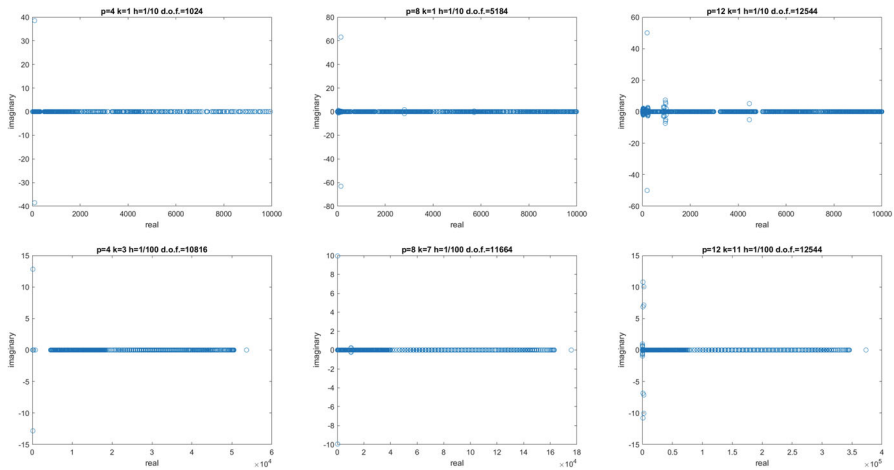 p=4 k=1 h=1/10 d.o.f.=1024
40
30
20
10
0
-10
-20
-30
-40
imaginary
0 2000 4000 6000 8000 10000
real
p=8 k=1 h=1/10 d.o.f.=5184
80
60
40
20
0
-20
-40
-60
-80
imaginary
0 2000 4000 6000 8000 10000
real
p=12 k=1 h=1/10 d.o.f.=12544
60
40
20
0
-20
-40
-60
imaginary
0 2000 4000 6000 8000 10000
real
p=4 k=3 h=1/100 d.o.f.=10816
15
10
5
0
-5
-10
-15
imaginary
0 1 2 3 4 5 6
real
×10⁴
p=8 k=7 h=1/100 d.o.f.=11664
10
8
6
4
2
0
-2
-4
-6
-8
-10
imaginary
0 2 4 6 8 10 12 14 16 18
real
×10⁴
p=12 k=11 h=1/100 d.o.f.=12544
15
10
5
0
-5
-10
-15
imaginary
0 0.5 1 1.5 2 2.5 3 3.5 4
real
×10⁵